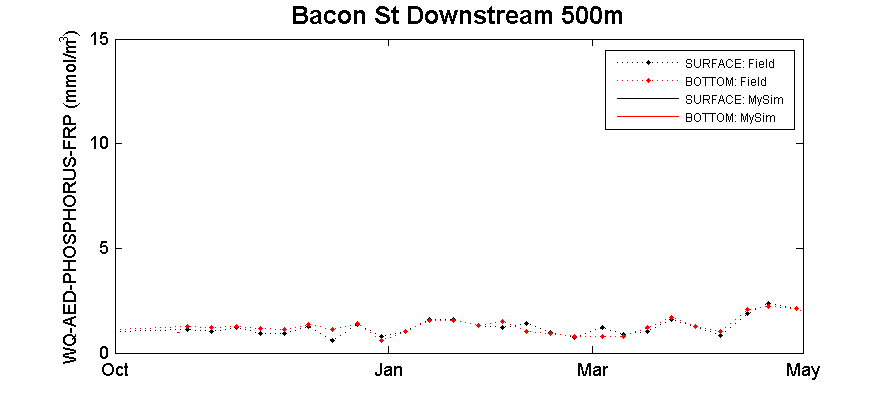 Bacon St Downstream 500m
WQ-AED-PHOSPHORUS-FRP (mmol/m³)
15
10
5
0
Oct
Jan
Mar
May
SURFACE: Field
BOTTOM: Field
SURFACE: MySim
BOTTOM: MySim